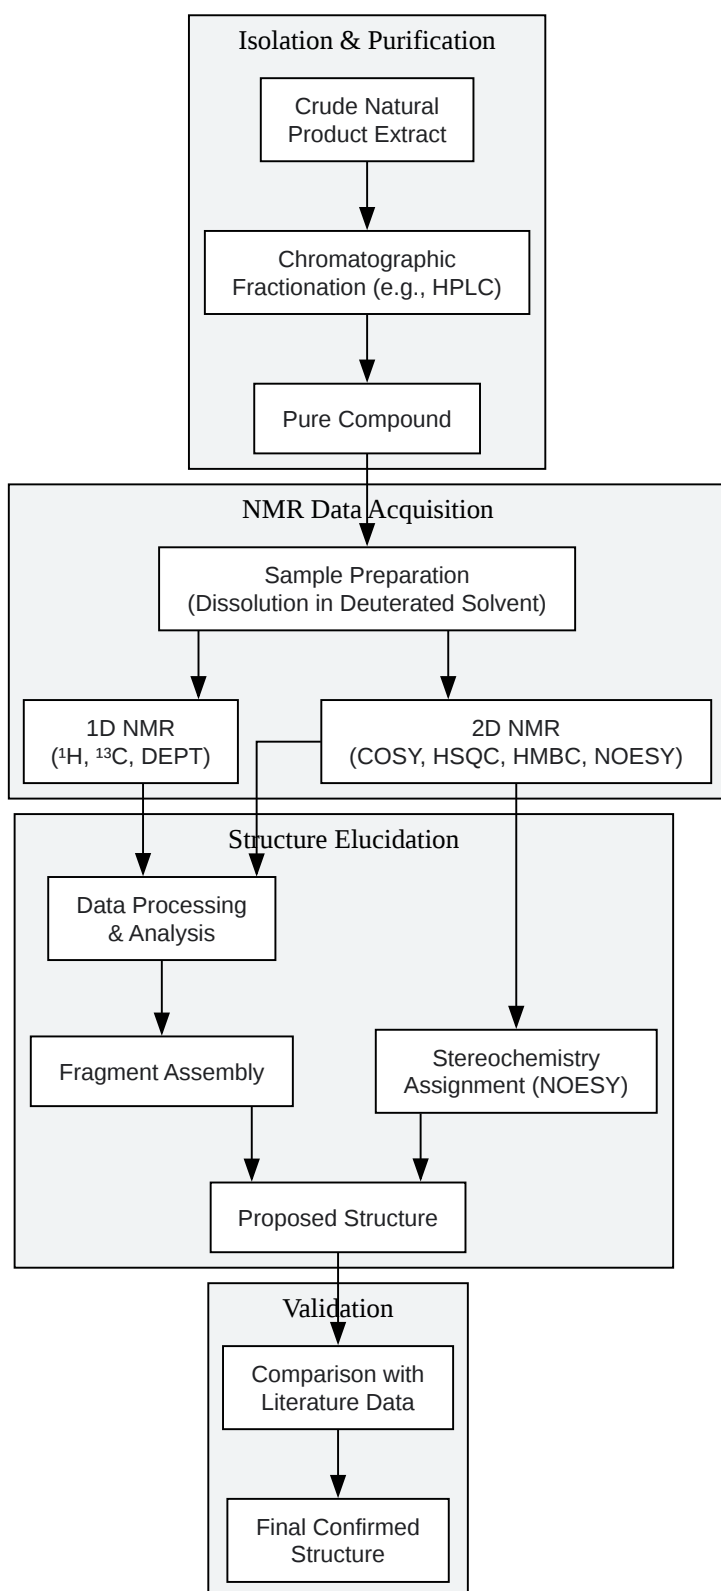 Isolation & Purification
Crude Natural
Product Extract
Chromatographic
Fractionation (e.g., HPLC)
Pure Compound
NMR Data Acquisition
Sample Preparation
(Dissolution in Deuterated Solvent)
1D NMR
(¹H, ¹³C, DEPT)
2D NMR
(COSY, HSQC, HMBC, NOESY)
Structure Elucidation
Data Processing
& Analysis
Fragment Assembly
Stereochemistry
Assignment (NOESY)
Proposed Structure
Validation
Comparison with
Literature Data
Final Confirmed
Structure